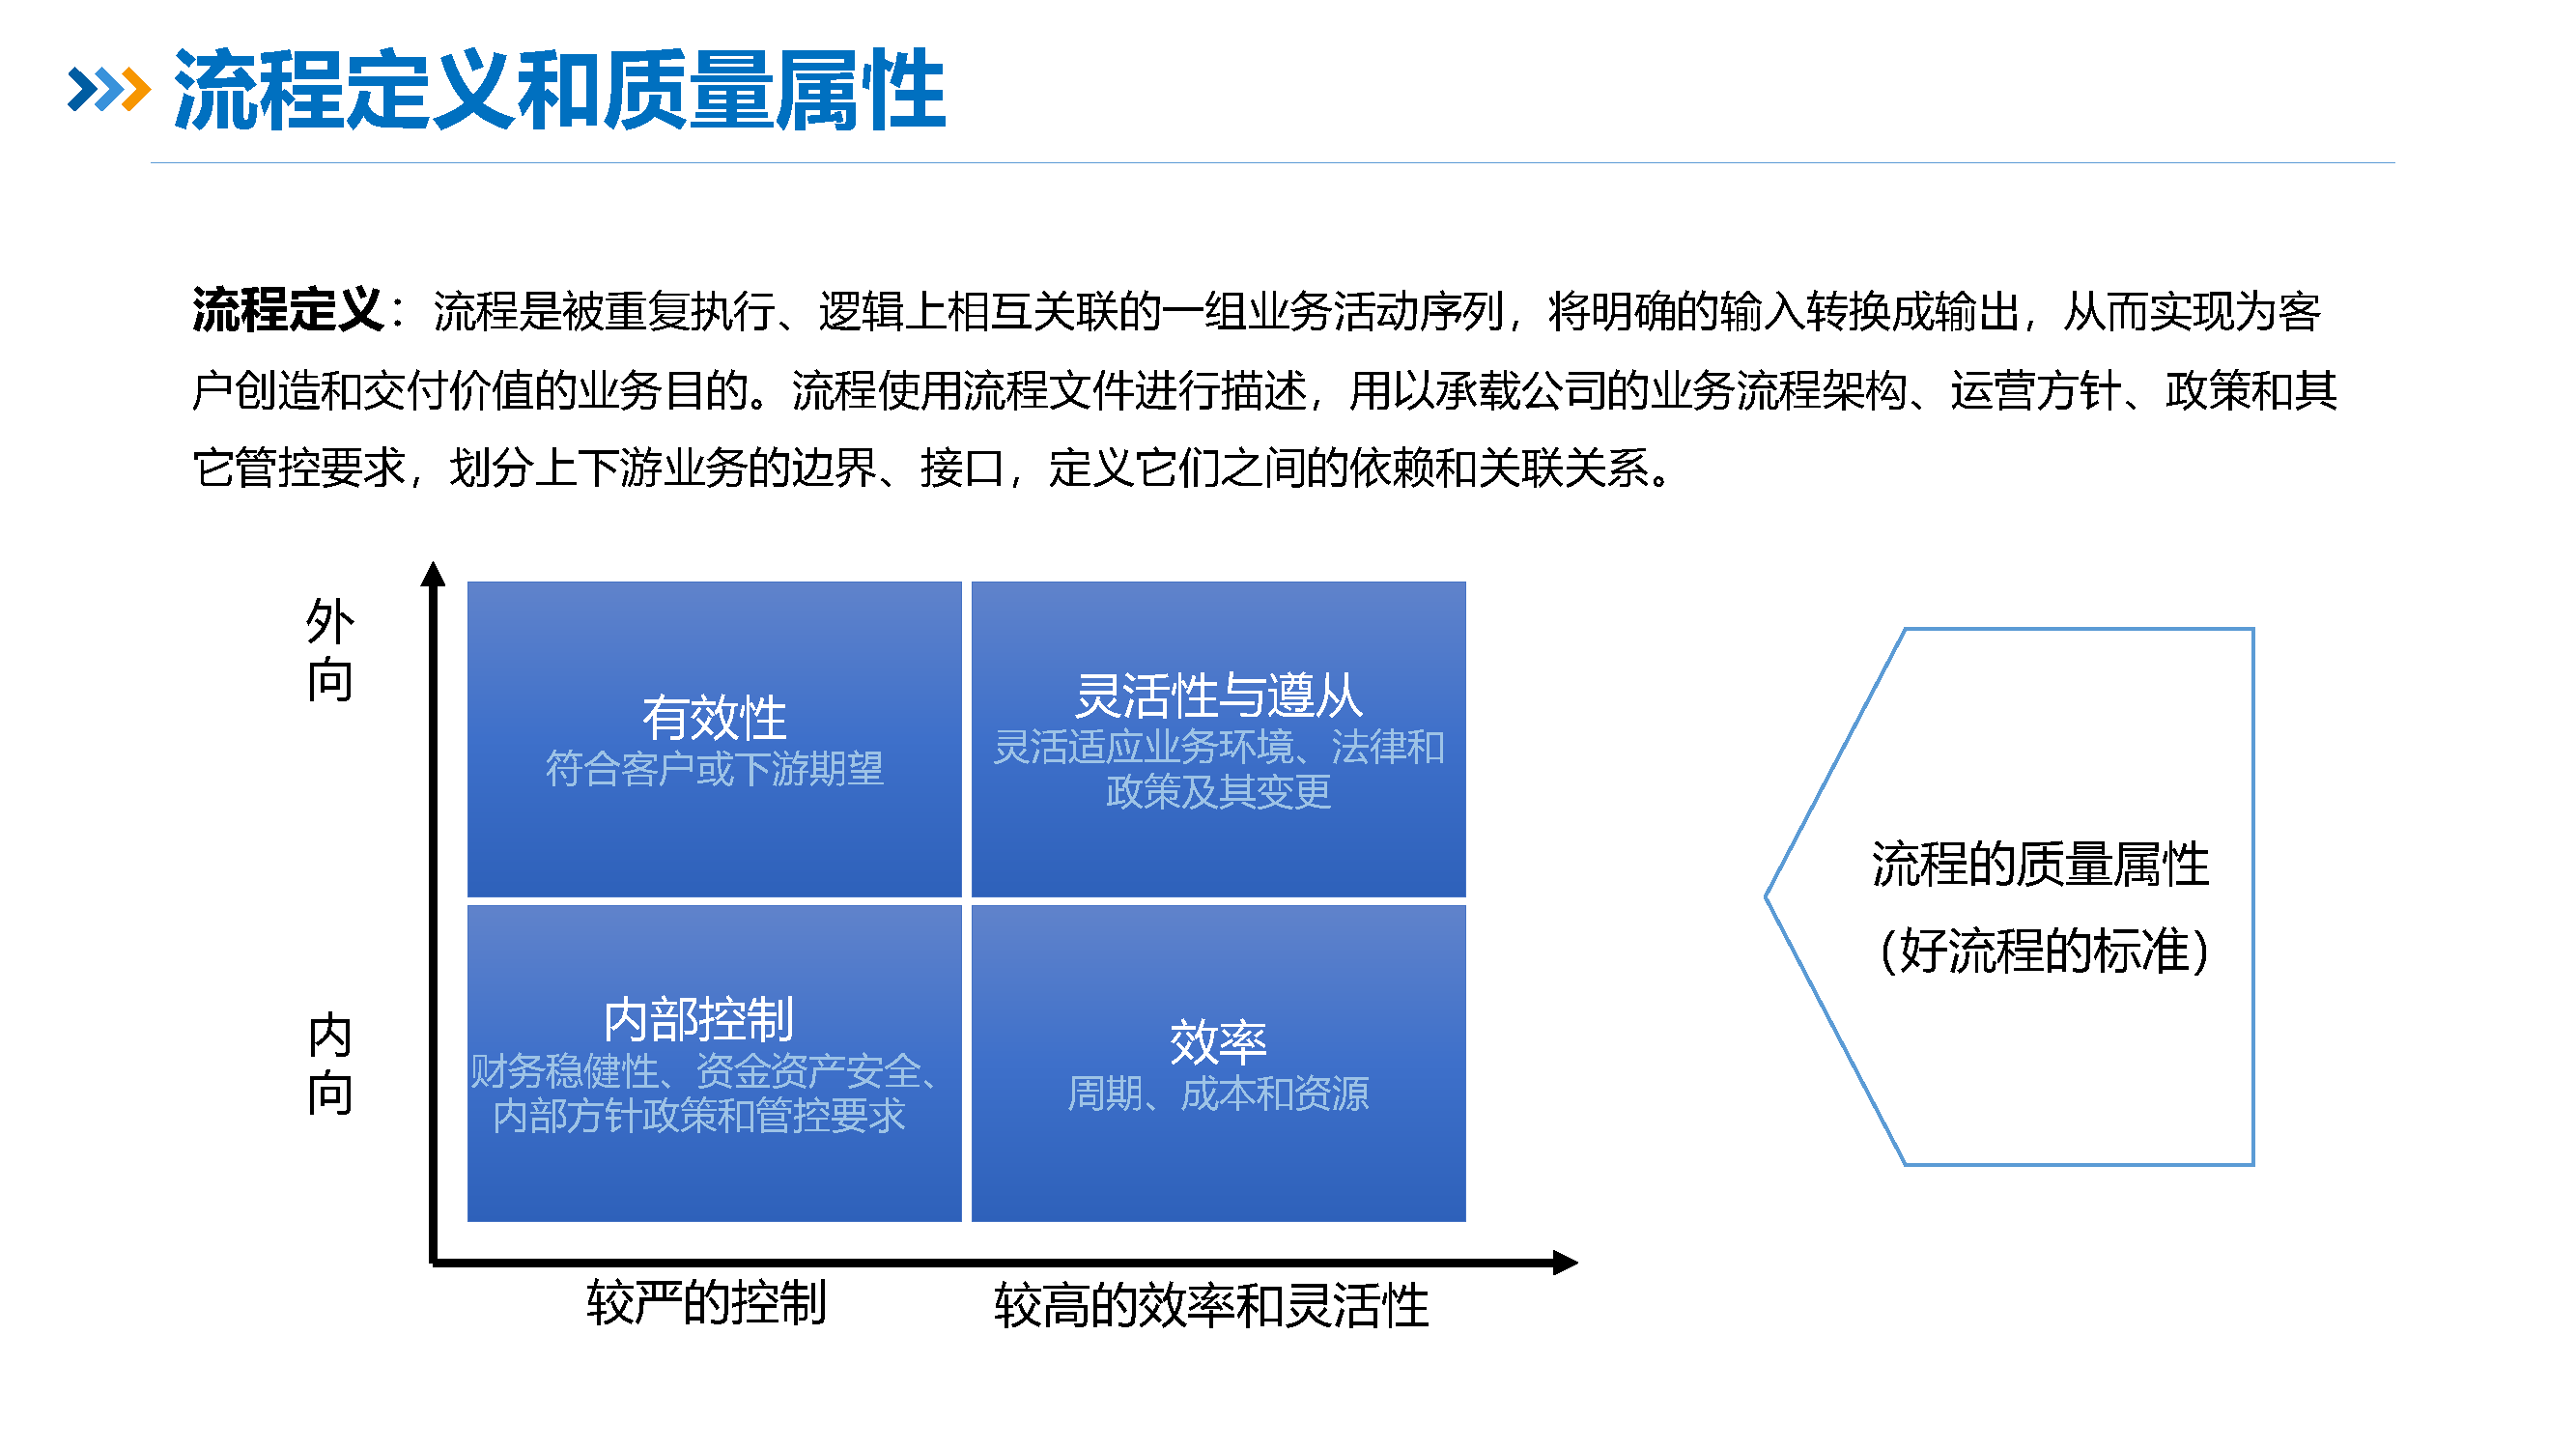 流程定义和质量属性
流程定义：流程是被重复执行、逻辑上相互关联的一组业务活动序列，将明确的输入转换成输出，从而实现为客
户创造和交付价值的业务目的。流程使用流程文件进行描述，用以承载公司的业务流程架构、运营方针、政策和其
它管控要求，划分上下游业务的边界、接口，定义它们之间的依赖和关联关系。
外
向
有效性
符合客户或下游期望
灵活性与遵从
灵活适应业务环境、法律和
政策及其变更
内
向
内部控制
财务稳健性、资金资产安全、
内部方针政策和管控要求
效率
周期、成本和资源
较严的控制
较高的效率和灵活性
流程的质量属性
（好流程的标准）